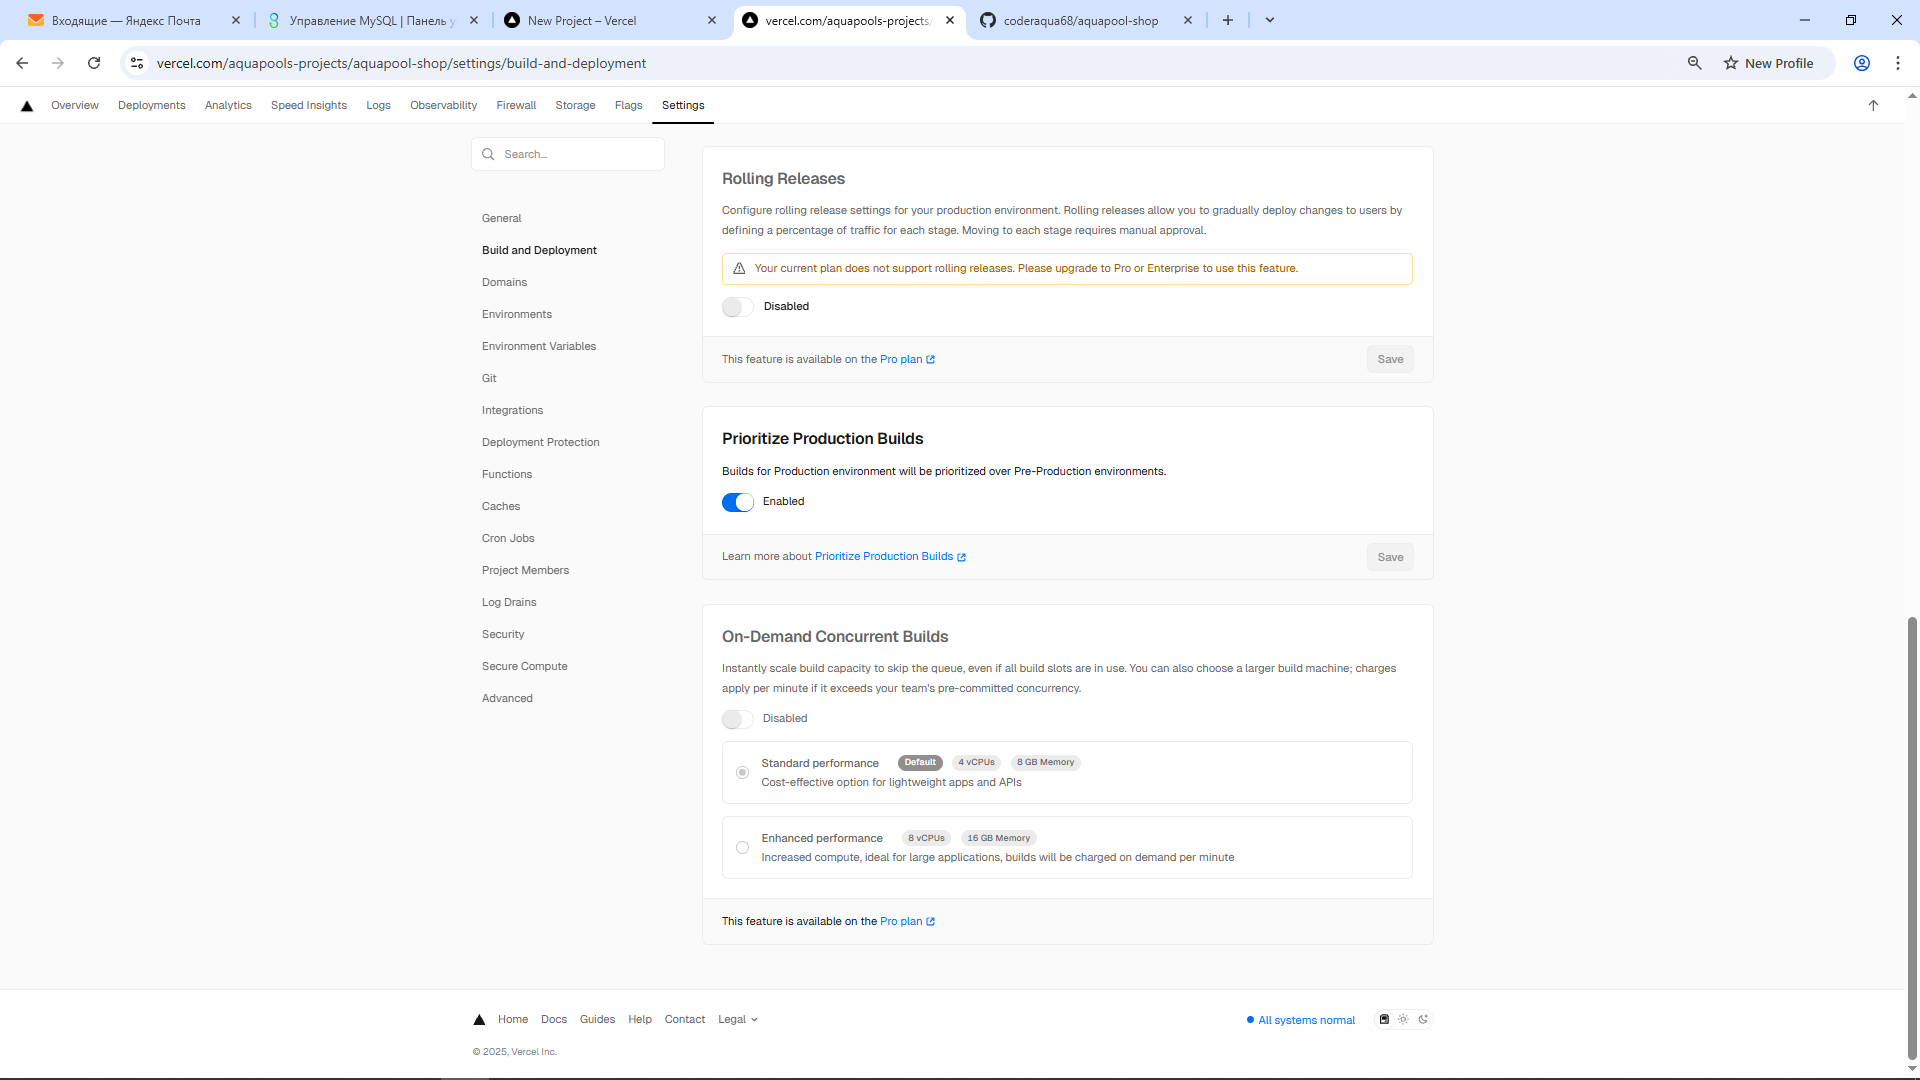 Входящие — Яндекс Почта
Управление MySQL | Панель у
New Project – Vercel
vercel.com/aquapools-projects/
coderaqua68/aquapool-shop
vercel.com/aquapools-projects/aquapool-shop/settings/build-and-deployment
New Profile
Overview
Deployments
Analytics
Speed Insights
Logs
Observability
Firewall
Storage
Flags
Settings
Search...
General
Build and Deployment
Domains
Environments
Environment Variables
Git
Integrations
Deployment Protection
Functions
Caches
Cron Jobs
Project Members
Log Drains
Security
Secure Compute
Advanced
Rolling Releases
Configure rolling release settings for your production environment. Rolling releases allow you to gradually deploy changes to users by
defining a percentage of traffic for each stage. Moving to each stage requires manual approval.
Your current plan does not support rolling releases. Please upgrade to Pro or Enterprise to use this feature.
Disabled
This feature is available on the Pro plan
Save
Prioritize Production Builds
Builds for Production environment will be prioritized over Pre-Production environments.
Enabled
Learn more about Prioritize Production Builds
Save
On-Demand Concurrent Builds
Instantly scale build capacity to skip the queue, even if all build slots are in use. You can also choose a larger build machine; charges
apply per minute if it exceeds your team's pre-committed concurrency.
Disabled
Standard performance Default 4 vCPUs 8 GB Memory
Cost-effective option for lightweight apps and APIs
Enhanced performance 8 vCPUs 16 GB Memory
Increased compute, ideal for large applications, builds will be charged on demand per minute
This feature is available on the Pro plan
Home
Docs
Guides
Help
Contact
Legal
All systems normal
© 2025, Vercel Inc.